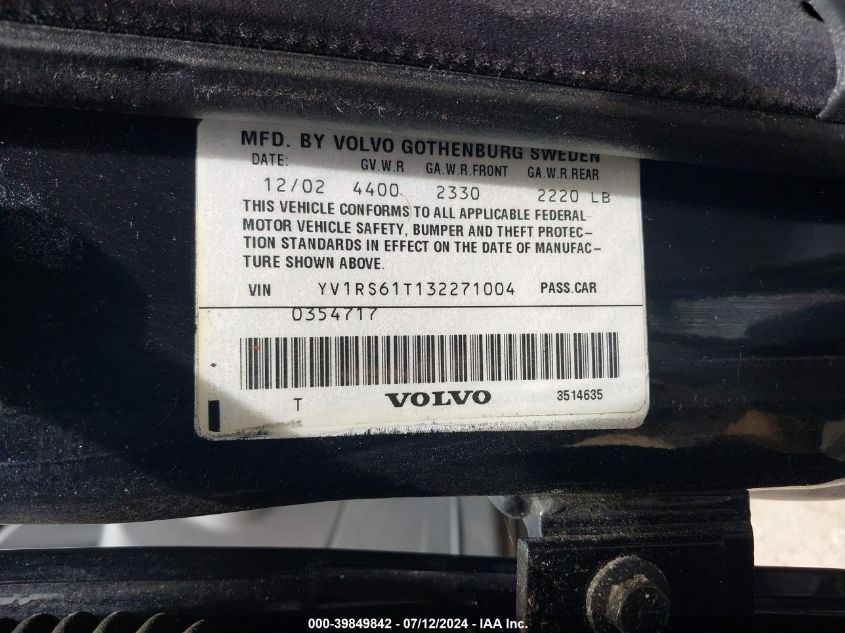 MFD. BY VOLVO GOTHENBURG SWEDEN
DATE: GV.W.R GA.W.R.FRONT GA.W.R.REAR
12/02 4400 2330 2220 LB
THIS VEHICLE CONFORMS TO ALL APPLICABLE FEDERAL
MOTOR VEHICLE SAFETY, BUMPER AND THEFT PROTEC-
TION STANDARDS IN EFFECT ON THE DATE OF MANUFAC-
TURE SHOWN ABOVE.
VIN YV1RS61T132271004 PASS.CAR
0354717
T VOLVO 3514635
000-39849842 - 07/12/2024 - IAA Inc.